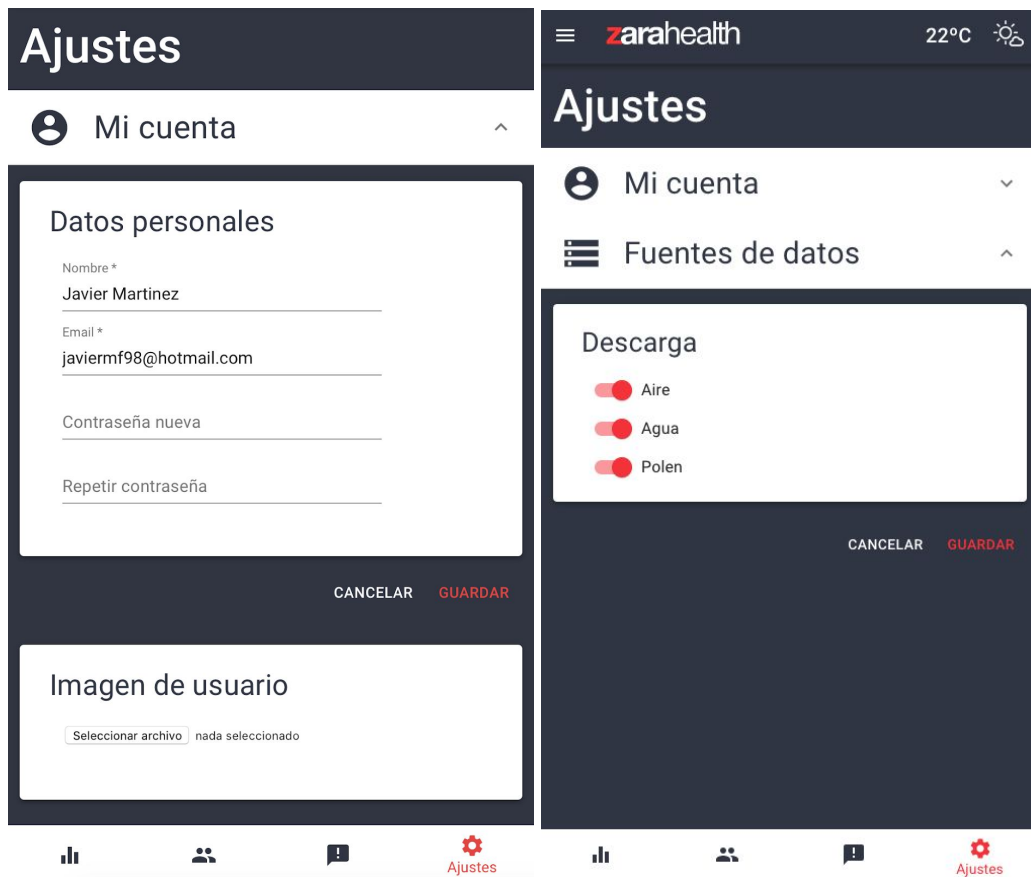 Ajustes
Mi cuenta
Datos personales
Nombre *
Javier Martinez
Email *
javiermf98@hotmail.com
Contraseña nueva
Repetir contraseña
CANCELAR GUARDAR
Imagen de usuario
Seleccionar archivo nada seleccionado
Ajustes
zarahealth 22ºC
Ajustes
Mi cuenta
Fuentes de datos
Descarga
Aire
Agua
Polen
CANCELAR GUARDAR
Ajustes